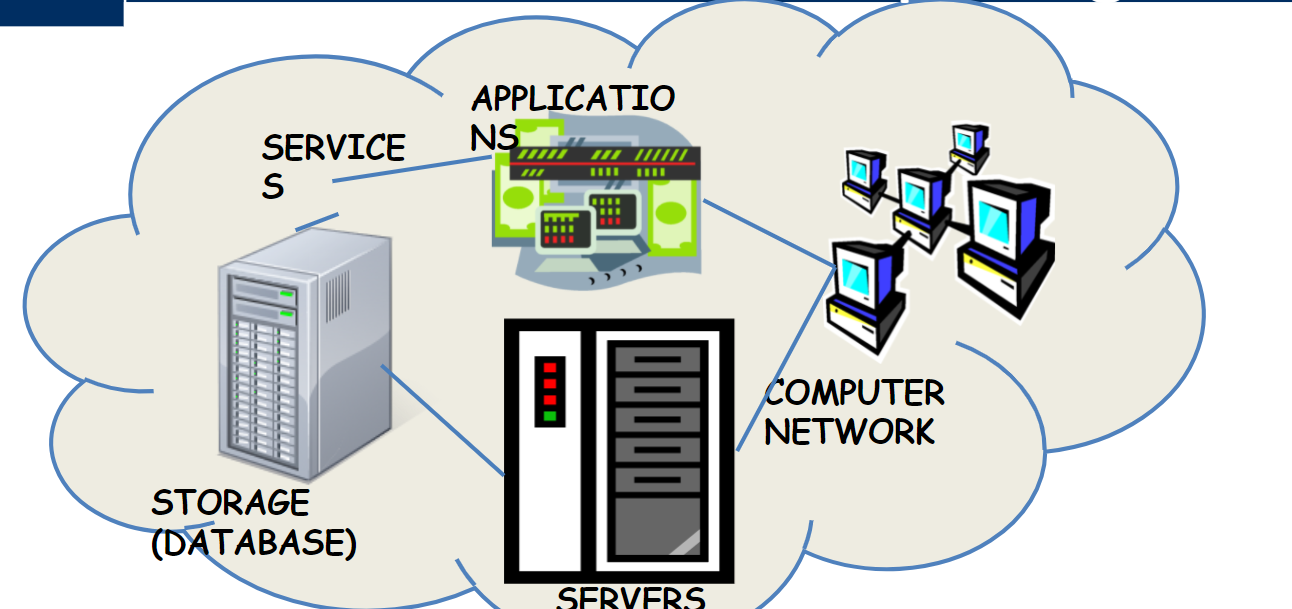 APPLICATIO
NS
SERVICE
S
COMPUTER
NETWORK
STORAGE
(DATABASE)
SERVERS